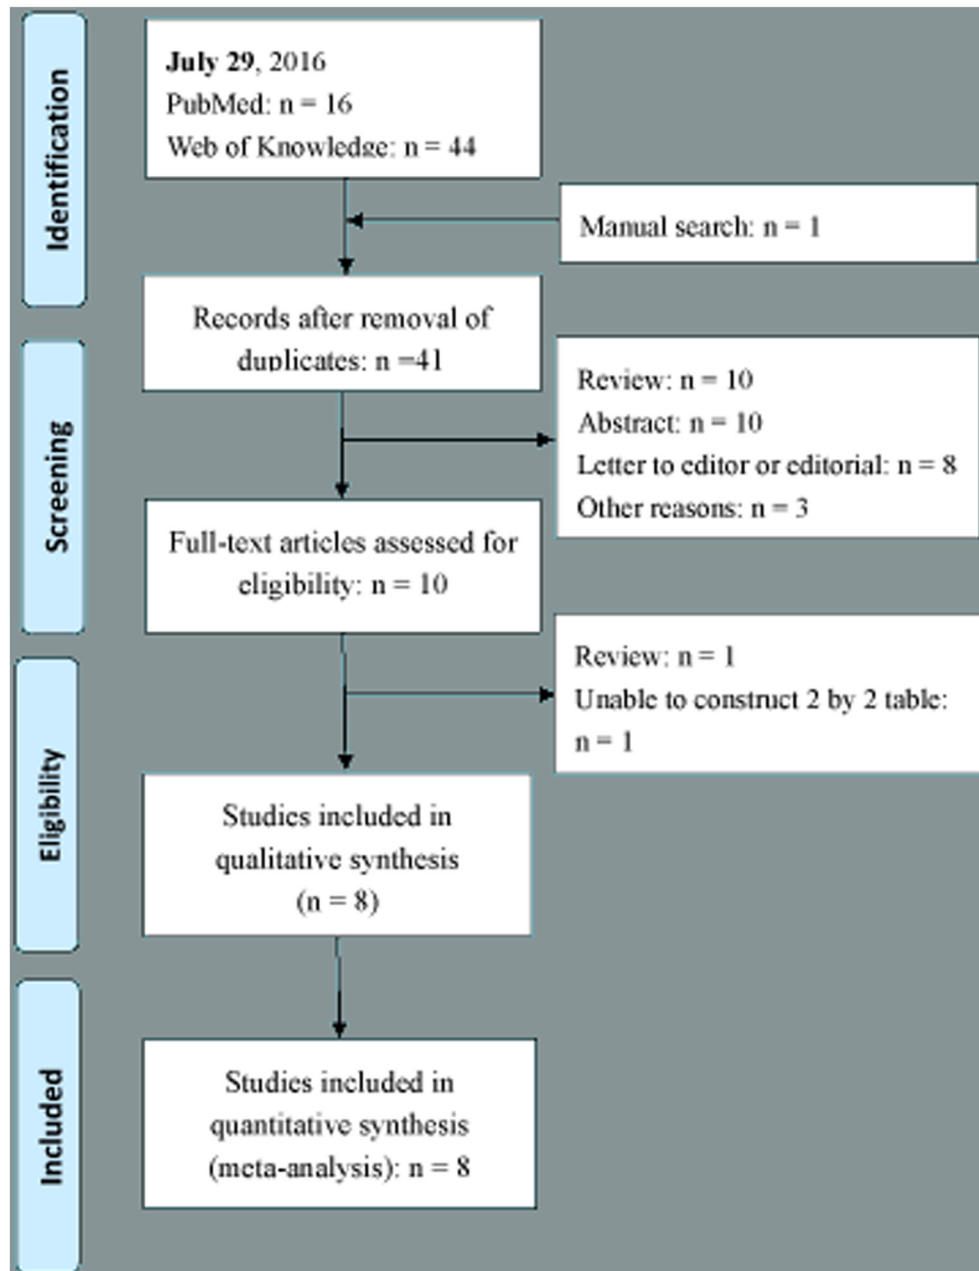 Identification
July 29, 2016
PubMed: n = 16
Web of Knowledge: n = 44
Manual search: n = 1
Records after removal of
duplicates: n =41
Screening
Review: n = 10
Abstract: n = 10
Letter to editor or editorial: n = 8
Other reasons: n = 3
Full-text articles assessed for
eligibility: n = 10
Eligibility
Review: n = 1
Unable to construct 2 by 2 table:
n = 1
Studies included in
qualitative synthesis
(n = 8)
Included
Studies included in
quantitative synthesis
(meta-analysis): n = 8